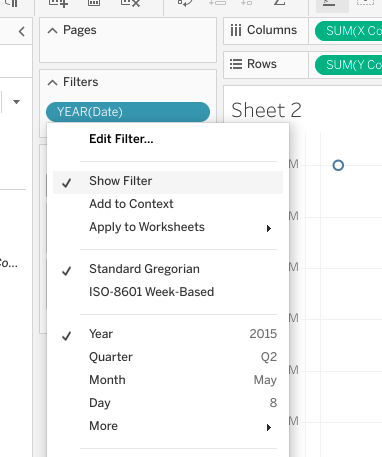 Pages
Columns
SUM(X Co
Rows
SUM(Y Co
Filters
YEAR(Date)
Sheet 2
Edit Filter...
Show Filter
Add to Context
Apply to Worksheets
Standard Gregorian
ISO-8601 Week-Based
Year 2015
Quarter Q2
Month May
Day 8
More
Co...
M
M
M
M
M
M